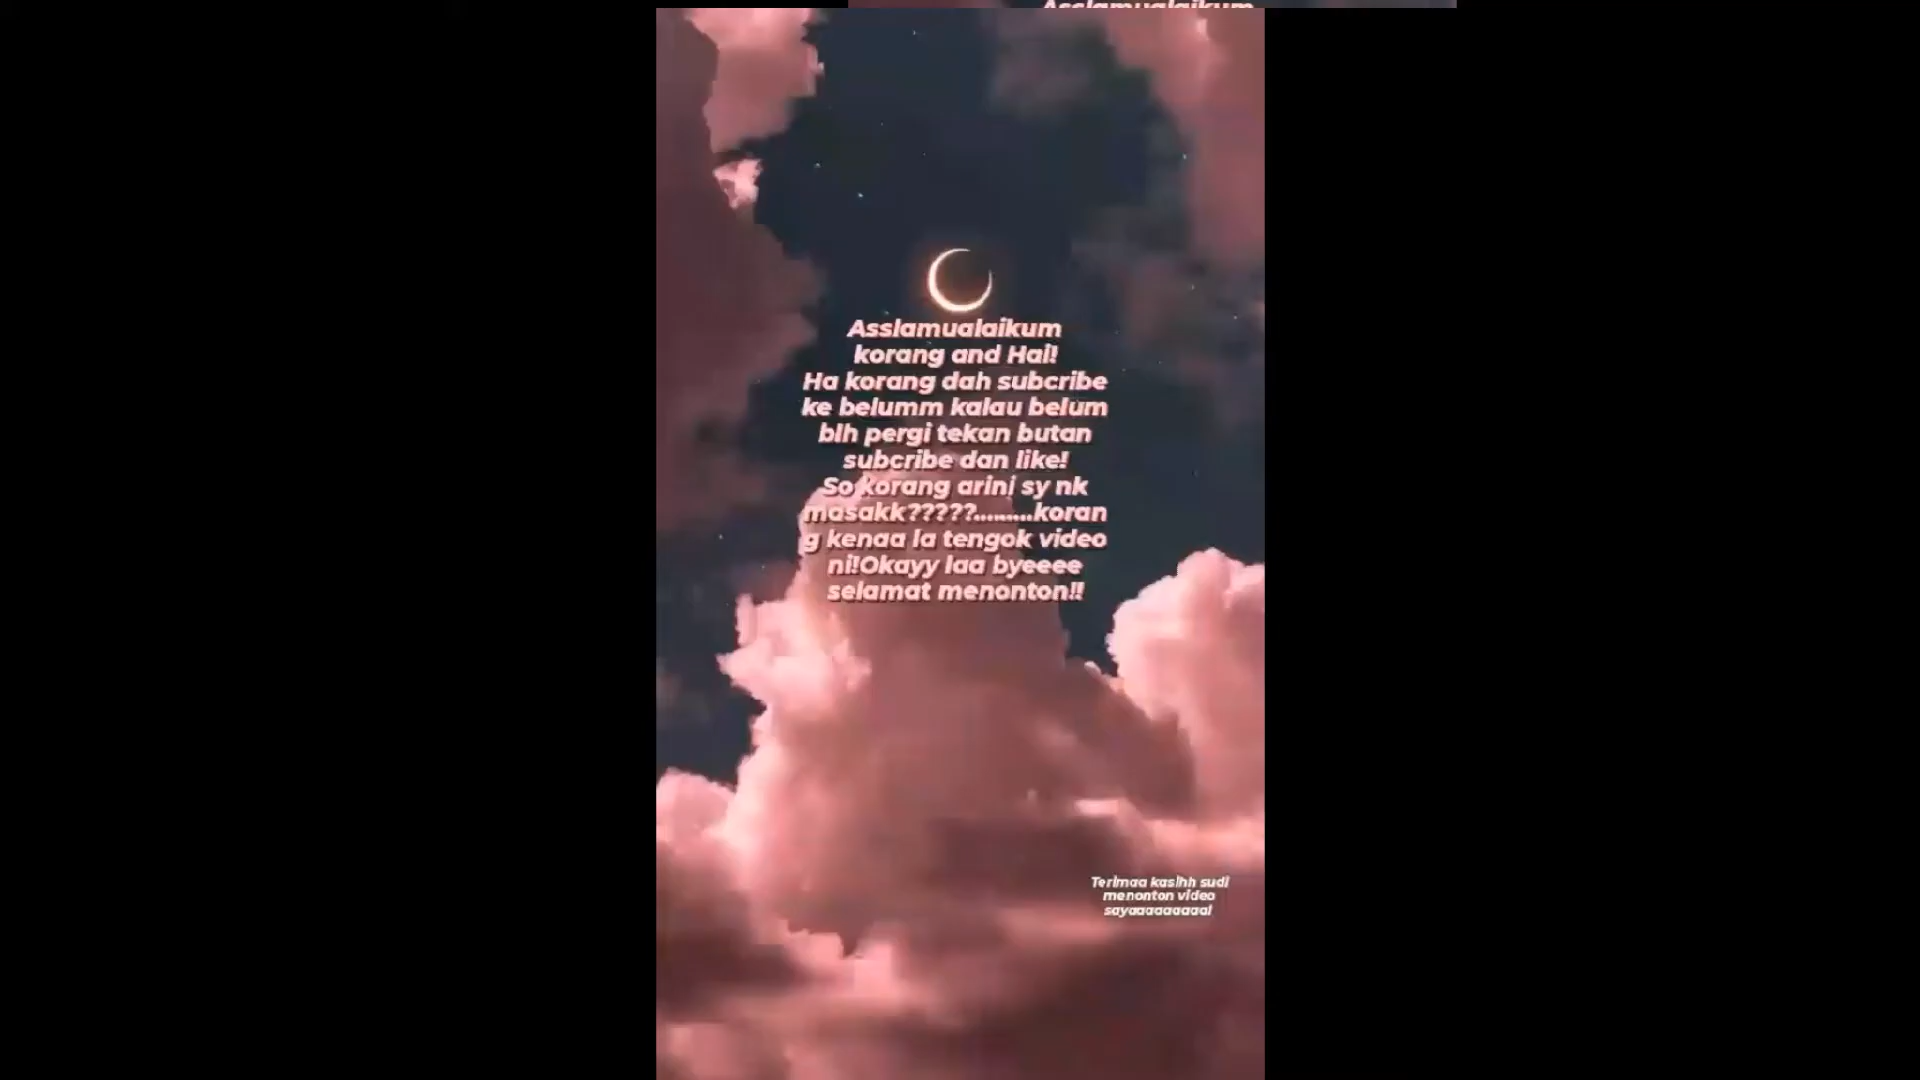 Asslamualaikum
korang and Hai!
Ha korang dah subcribe
ke belumm kalau belum
blh pergi tekan butan
subcribe dan like!
So korang arini sy nk
masakk?????.........koran
g kenaa la tengok video
ni!Okayy laa byeeee
selamat menonton!!
Terimaa kasihh sudi
menonton video
sayaaaaaaaaa!